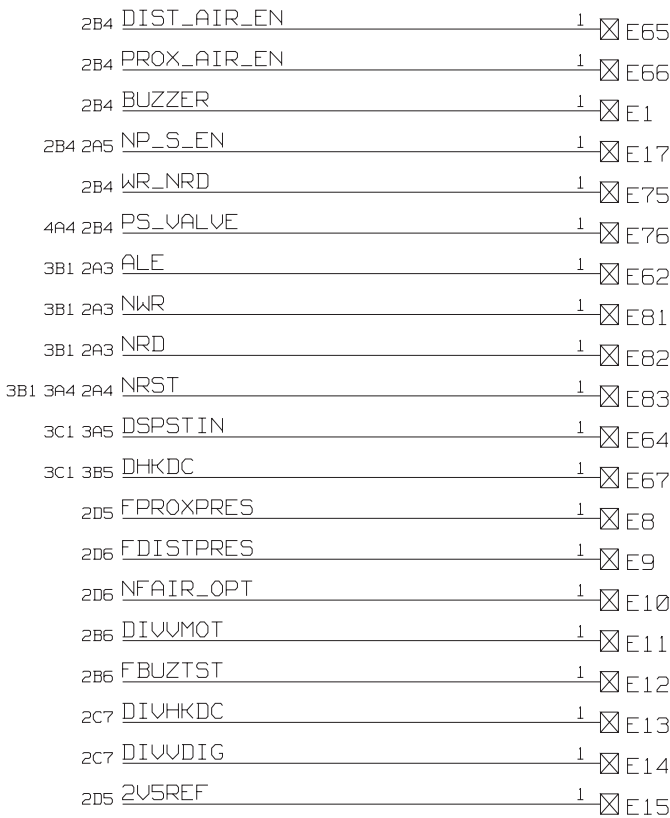 2B4 DIST_AIR_EN 1 E65
2B4 PROX_AIR_EN 1 E66
2B4 BUZZER 1 E1
2B4 2A5 NP_S_EN 1 E17
2B4 WR_NRD 1 E75
4A4 2B4 PS_VALVE 1 E76
3B1 2A3 ALE 1 E62
3B1 2A3 NWR 1 E81
3B1 2A3 NRD 1 E82
3B1 3A4 2A4 NRST 1 E83
3C1 3A5 DSPSTIN 1 E64
3C1 3B5 DHKDC 1 E67
2D5 FPROXPRES 1 E8
2D6 FDISTPRES 1 E9
2D6 NFAIR_OPT 1 E10
2B6 DIVVMOT 1 E11
2B6 FBUZTST 1 E12
2C7 DIVHKDC 1 E13
2C7 DIVVDIG 1 E14
2D5 2V5REF 1 E15